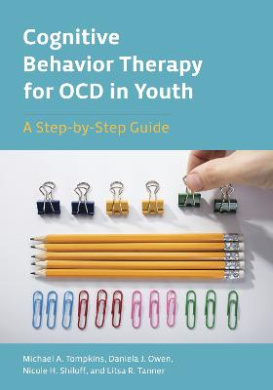 Cognitive
Behavior Therapy
for OCD in Youth
A Step-by-Step Guide
Michael A. Tompkins, Daniela J. Owen,
Nicole H. Shiloff, and Litsa R. Tanner